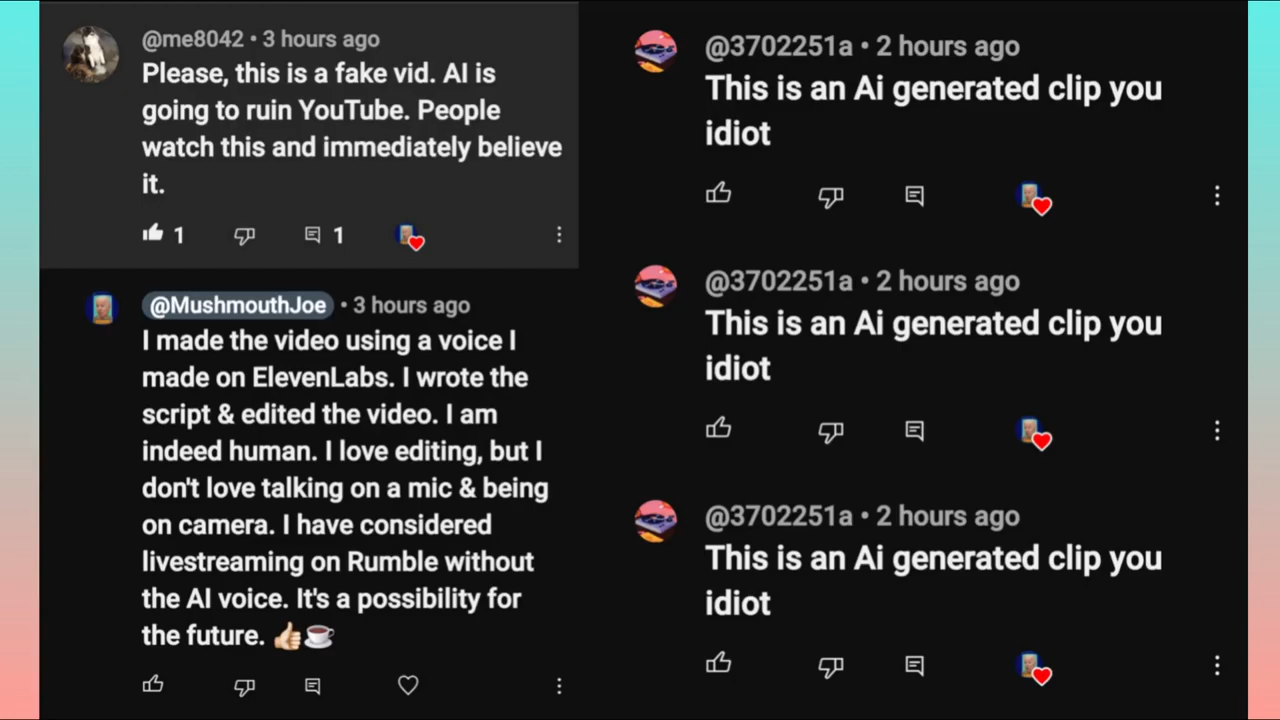 @me8042 • 3 hours ago
Please, this is a fake vid. AI is
going to ruin YouTube. People
watch this and immediately believe
it.
1
1
@MushmouthJoe • 3 hours ago
I made the video using a voice I
made on ElevenLabs. I wrote the
script & edited the video. I am
indeed human. I love editing, but I
don't love talking on a mic & being
on camera. I have considered
livestreaming on Rumble without
the AI voice. It's a possibility for
the future. 👍🏻☕
@3702251a • 2 hours ago
This is an Ai generated clip you
idiot
@3702251a • 2 hours ago
This is an Ai generated clip you
idiot
@3702251a • 2 hours ago
This is an Ai generated clip you
idiot